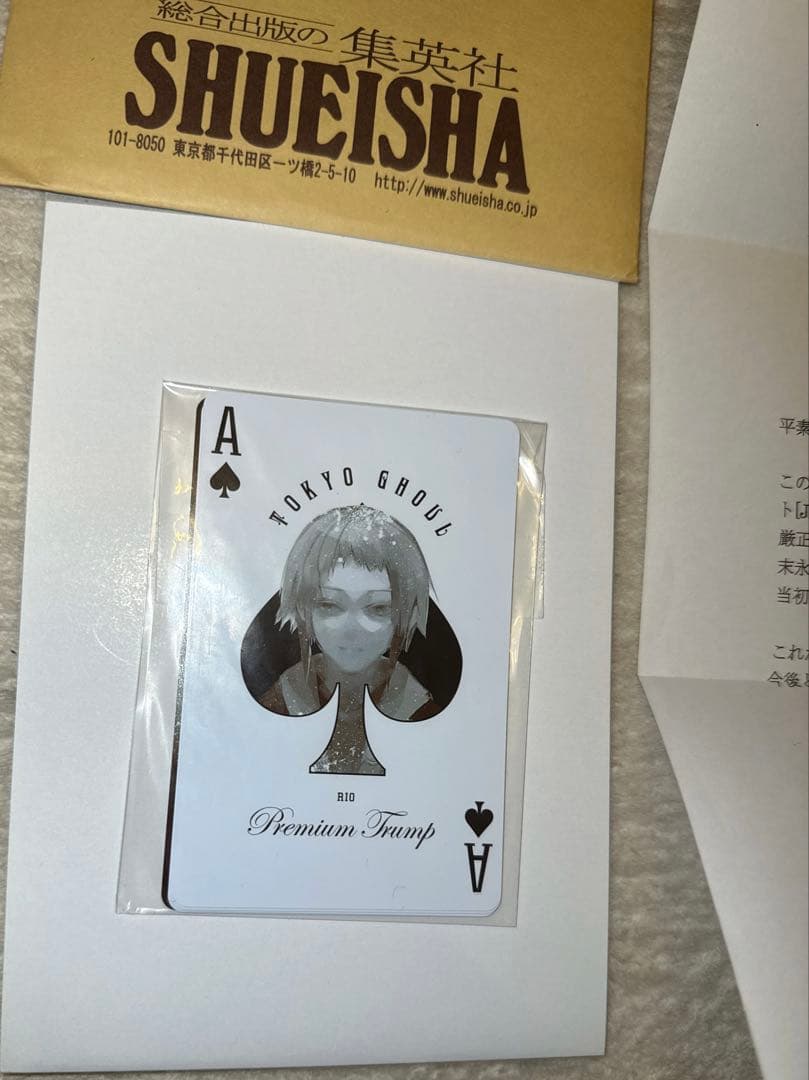 総合出版の 集英社
SHUEISHA
101-8050 東京都千代田区一ツ橋2-5-10 http://www.shueisha.co.jp
A
TOKYO GHOUL
RIO
Premium Trump
A
平素
この
ト[J
厳正
末永
当初
これ
今後と